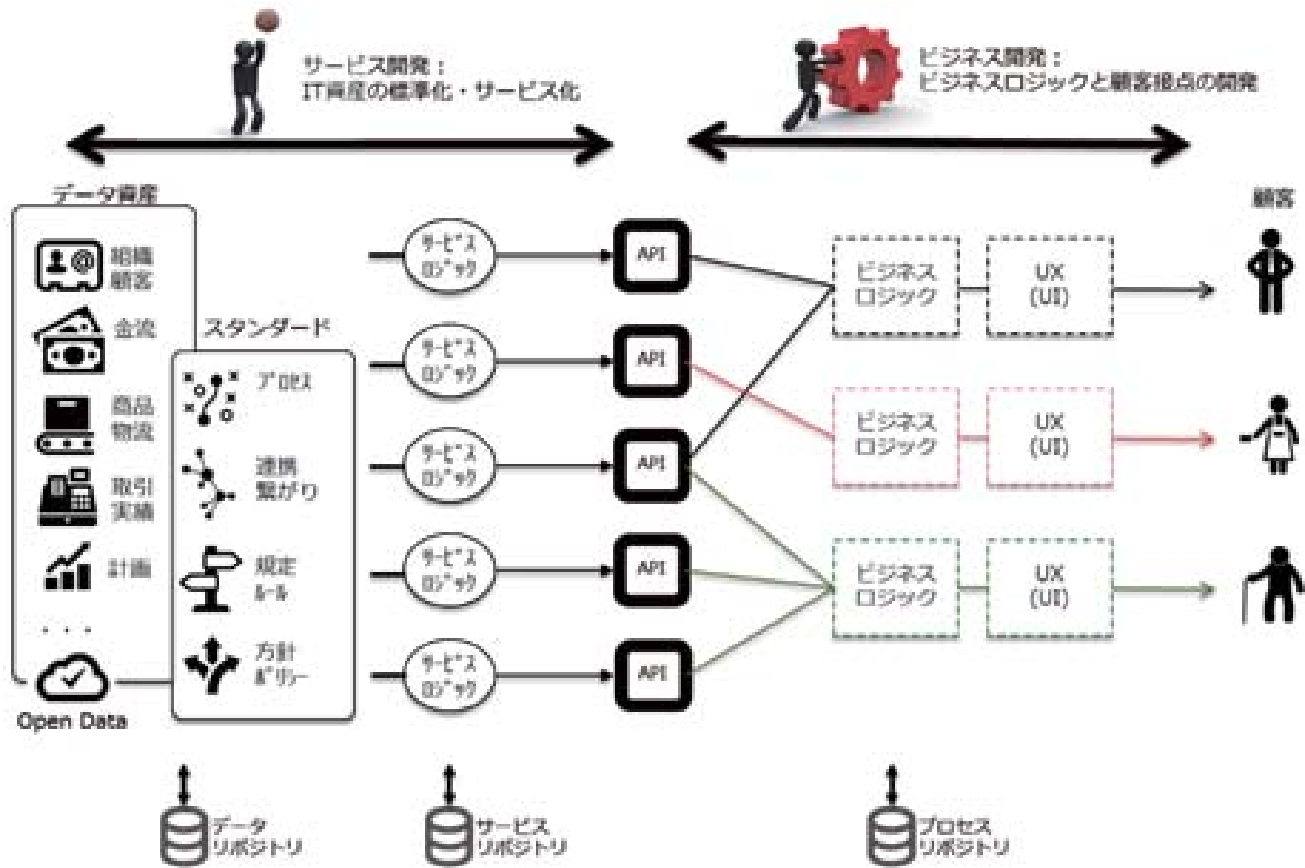 サービス開発：
IT資産の標準化・サービス化
ビジネス開発：
ビジネスロジックと顧客接点の開発
データ資産
組織
顧客
金流
商品
物流
取引
実績
計画
...
Open Data
スタンダード
ﾌﾟﾛｾｽ
連携
繋がり
規定
ﾙｰﾙ
方針
ﾎﾟﾘｼｰ
ｻｰﾋﾞｽ
ﾛｼﾞｯｸ
ｻｰﾋﾞｽ
ﾛｼﾞｯｸ
ｻｰﾋﾞｽ
ﾛｼﾞｯｸ
ｻｰﾋﾞｽ
ﾛｼﾞｯｸ
ｻｰﾋﾞｽ
ﾛｼﾞｯｸ
API
API
API
API
API
ビジネス
ロジック
UX
(UI)
ビジネス
ロジック
UX
(UI)
ビジネス
ロジック
UX
(UI)
顧客
データ
リポジトリ
サービス
リポジトリ
プロセス
リポジトリ